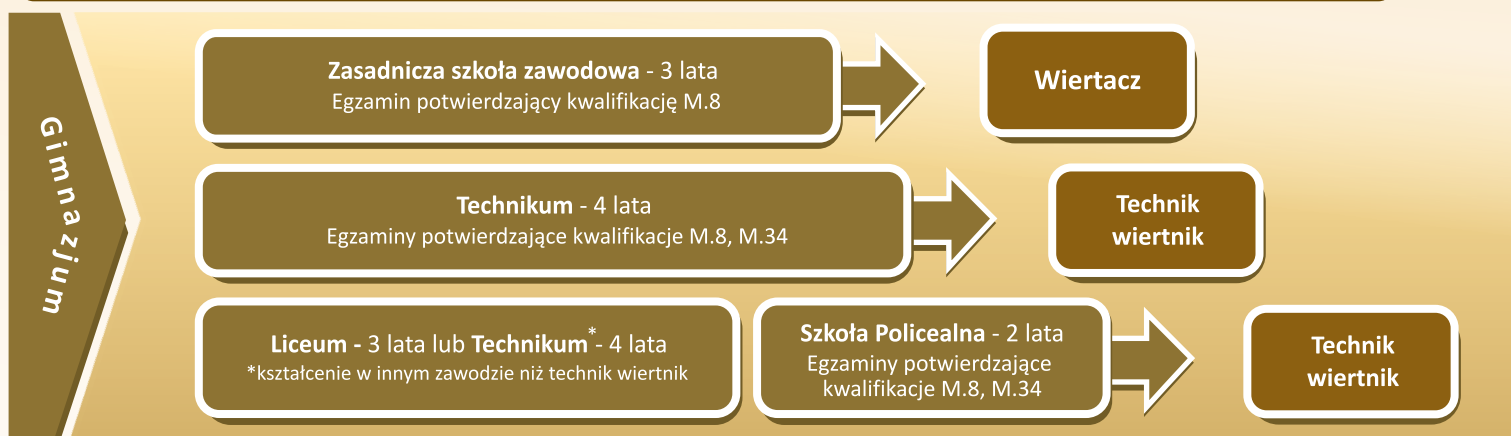 Gimnazjum
Zasadnicza szkoła zawodowa - 3 lata
Egzamin potwierdzający kwalifikację M.8
Wiertacz
Technikum - 4 lata
Egzaminy potwierdzające kwalifikacje M.8, M.34
Technik
wiertnik
Liceum - 3 lata lub Technikum*- 4 lata
*kształcenie w innym zawodzie niż technik wiertnik
Szkoła Policealna - 2 lata
Egzaminy potwierdzające
kwalifikacje M.8, M.34
Technik
wiertnik